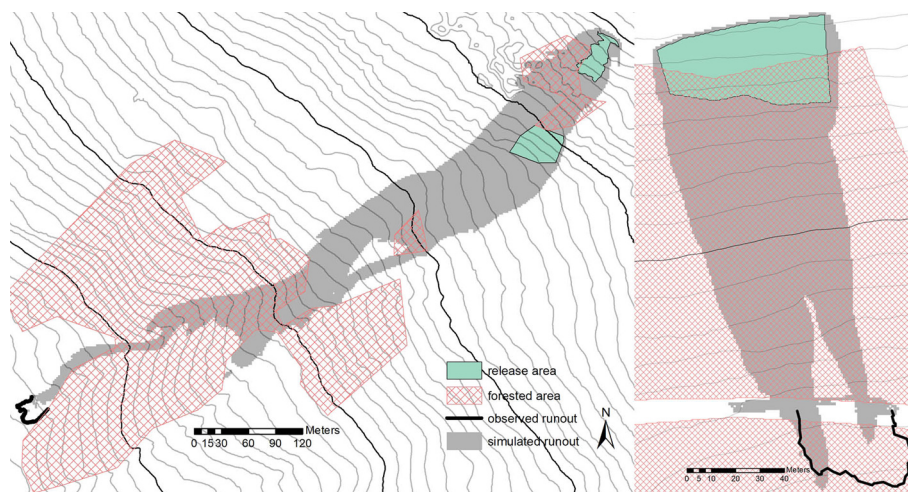 release area
forested area
observed runout
simulated runout
N
Meters
0 15 30 60 90 120
Meters
0 5 10 20 30 40